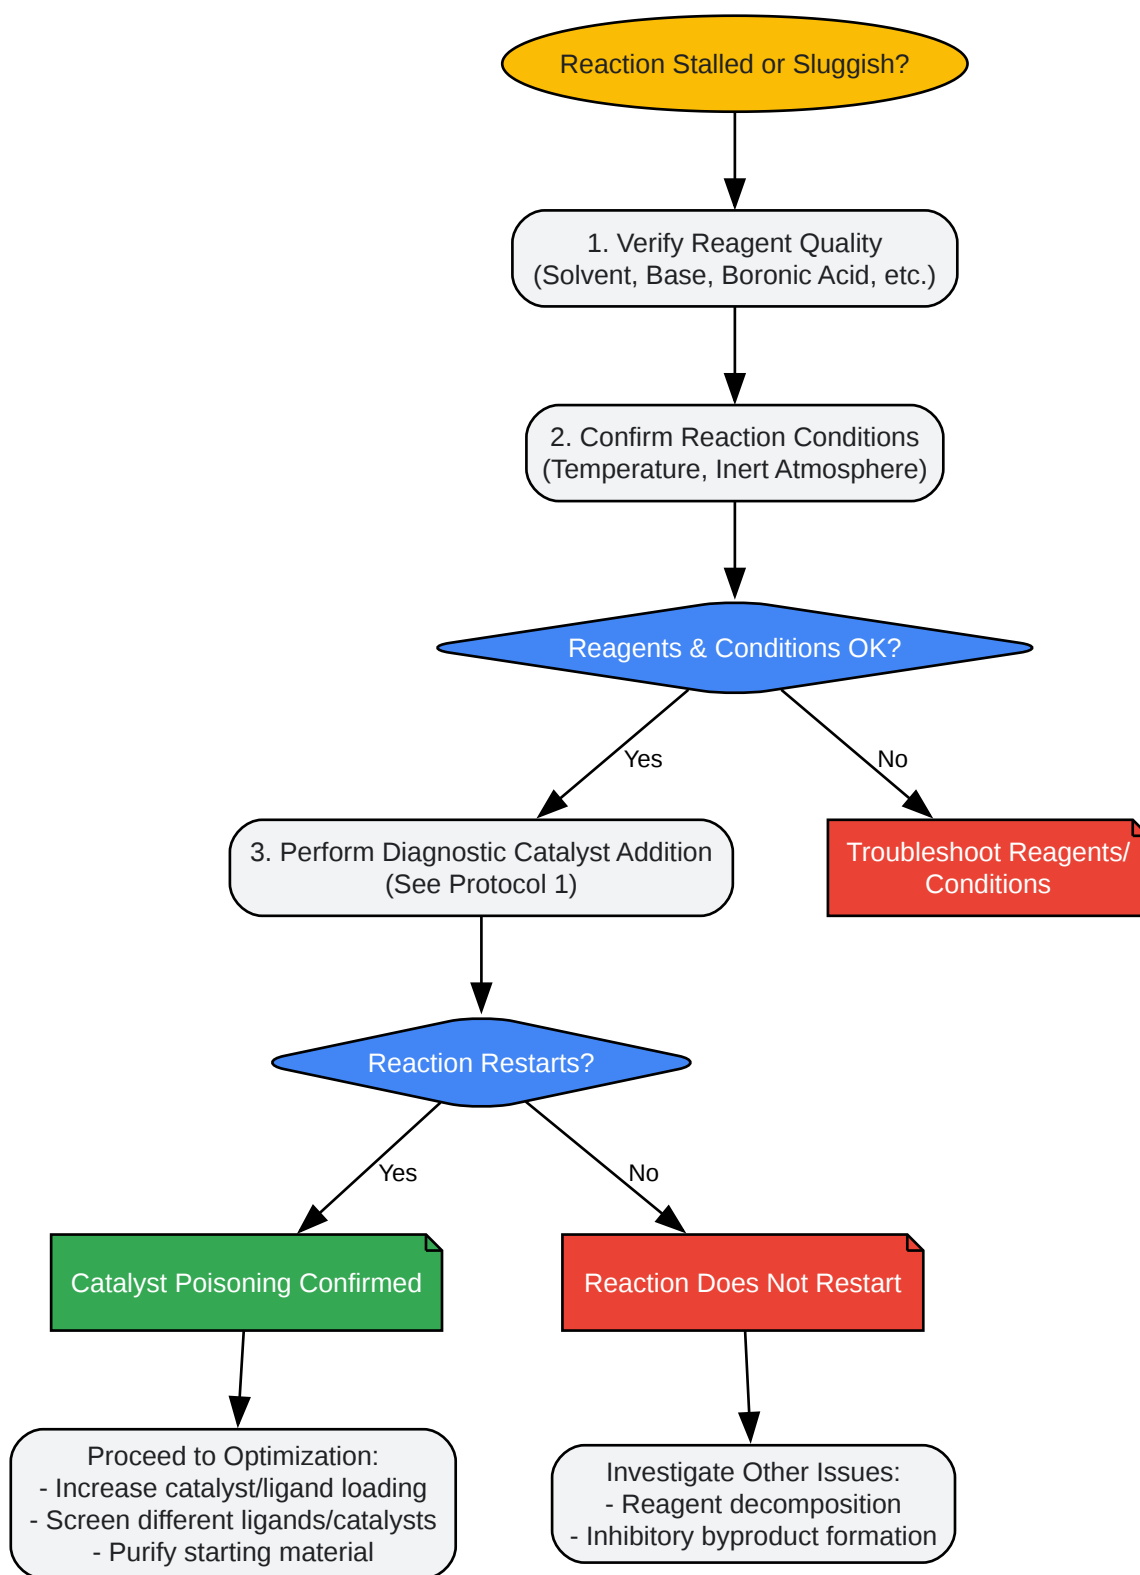 Reaction Stalled or Sluggish?
1. Verify Reagent Quality
(Solvent, Base, Boronic Acid, etc.)
2. Confirm Reaction Conditions
(Temperature, Inert Atmosphere)
Reagents & Conditions OK?
Yes
No
3. Perform Diagnostic Catalyst Addition
(See Protocol 1)
Troubleshoot Reagents/
Conditions
Reaction Restarts?
Yes
No
Catalyst Poisoning Confirmed
Reaction Does Not Restart
Proceed to Optimization:
- Increase catalyst/ligand loading
- Screen different ligands/catalysts
- Purify starting material
Investigate Other Issues:
- Reagent decomposition
- Inhibitory byproduct formation